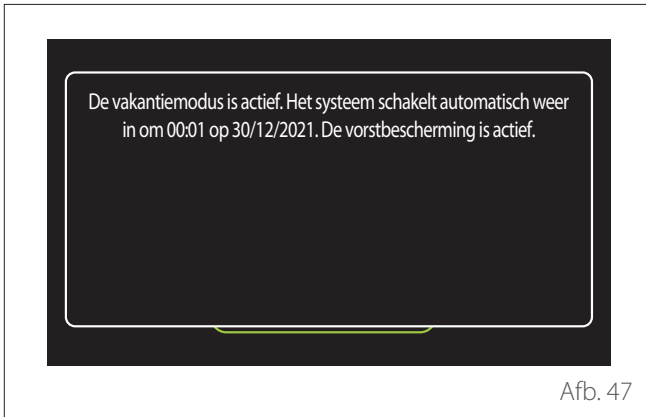 De vakantiemodus is actief. Het systeem schakelt automatisch weer
in om 00:01 op 30/12/2021. De vorstbescherming is actief.
Afb. 47